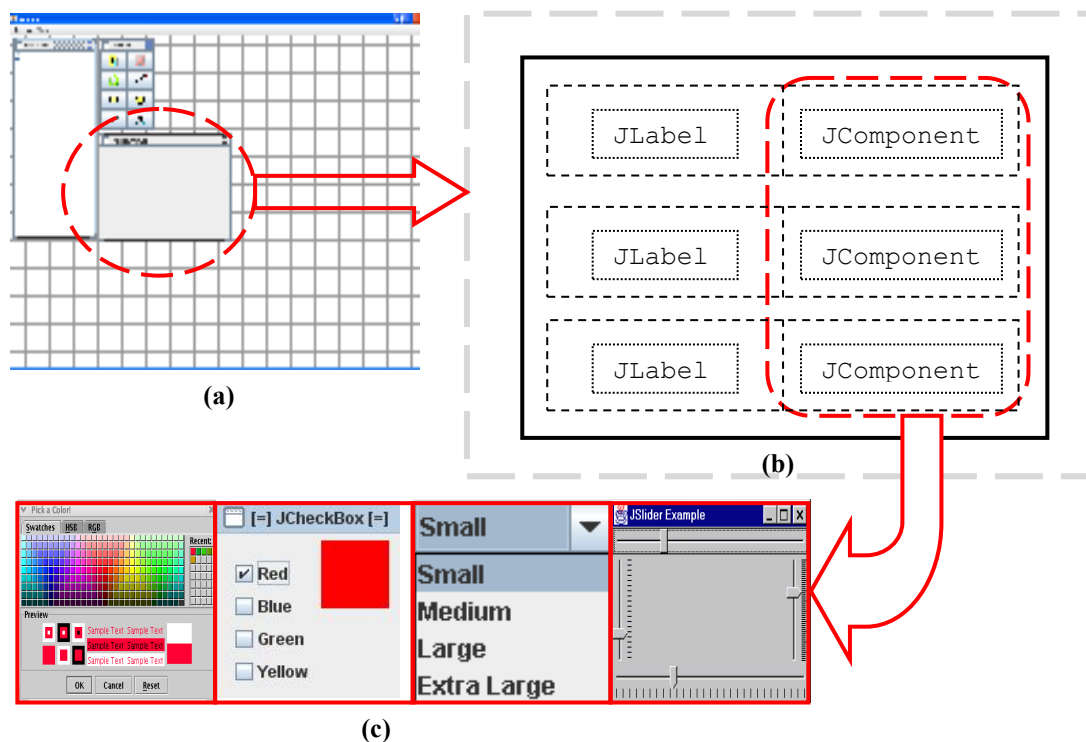 JLabel JComponent
JLabel JComponent
JLabel JComponent
(a)
(b)
Pick a Color!
Swatches HSB RGB
Recent:
Preview
Sample Text Sample Text
Sample Text Sample Text
Sample Text Sample Text
OK Cancel Reset
[=] JCheckBox [=]
Red
Blue
Green
Yellow
Small
Small
Medium
Large
Extra Large
JSlider Example
(c)